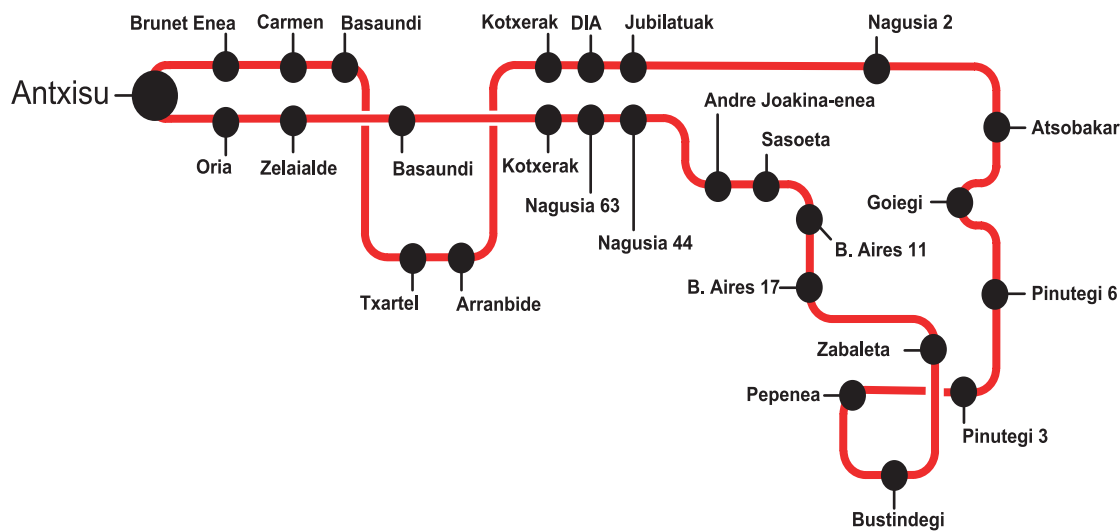 Brunet Enea
Carmen
Basaundi
Kotxerak
DIA
Jubilatuak
Nagusia 2
Antxisu
Andre Joakina-enea
Atsobakar
Sasoeta
Oria
Zelaialde
Basaundi
Kotxerak
Nagusia 63
Nagusia 44
Goiegi
B. Aires 11
B. Aires 17
Txartel
Arranbide
Pinutegi 6
Zabaleta
Pepenea
Pinutegi 3
Bustindegi